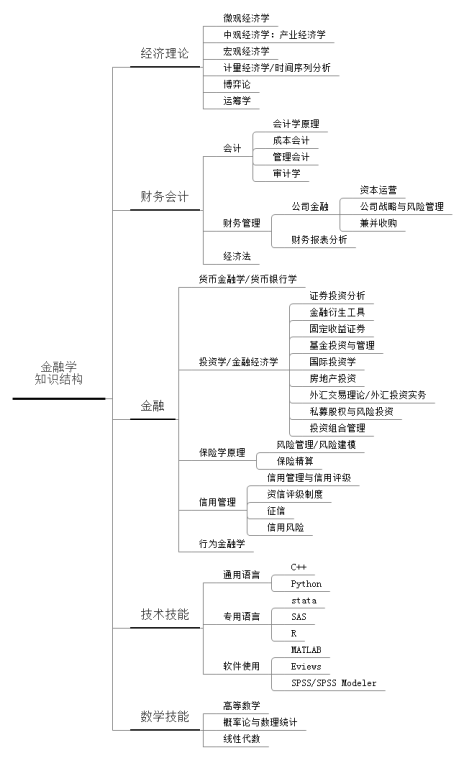 金融学
知识结构
经济理论
微观经济学
中观经济学: 产业经济学
宏观经济学
计量经济学/时间序列分析
博弈论
运筹学
财务会计
会计
会计学原理
成本会计
管理会计
审计学
财务管理
公司金融
资本运营
公司战略与风险管理
兼并收购
财务报表分析
经济法
金融
货币金融学/货币银行学
投资学/金融经济学
证券投资分析
金融衍生工具
固定收益证券
基金投资与管理
国际投资学
房地产投资
外汇交易理论/外汇投资实务
私募股权与风险投资
投资组合管理
保险学原理
风险管理/风险建模
保险精算
信用管理
信用管理与信用评级
资信评级制度
征信
信用风险
行为金融学
技术技能
通用语言
C++
Python
专用语言
stata
SAS
R
软件使用
MATLAB
Eviews
SPSS/SPSS Modeler
数学技能
高等数学
概率论与数理统计
线性代数